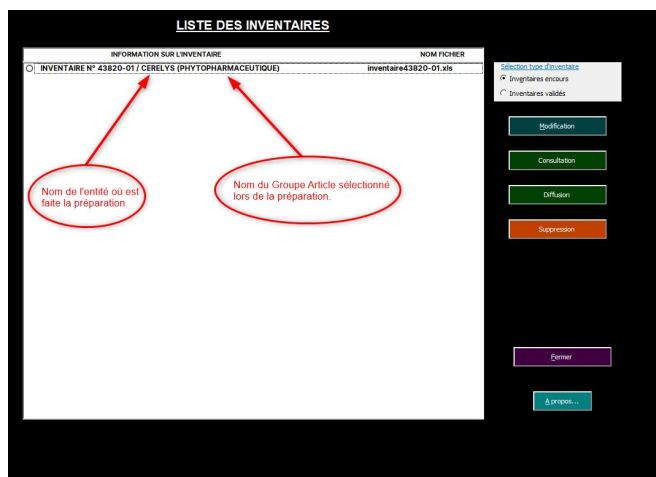 LISTE DES INVENTAIRES
INFORMATION SUR L'INVENTAIRE NOM FICHIER
INVENTAIRE N° 43820-01 / CERELYS (PHYTOPHARMACEUTIQUE) inventaire43820-01.xls
Sélection type d'inventaire
Inventaires encours
Inventaires validés
Modification
Consultation
Diffusion
Suppression
Nom de l'entité où est
faite la préparation.
Nom du Groupe Article sélectionné
lors de la préparation.
Fermer
A propos...